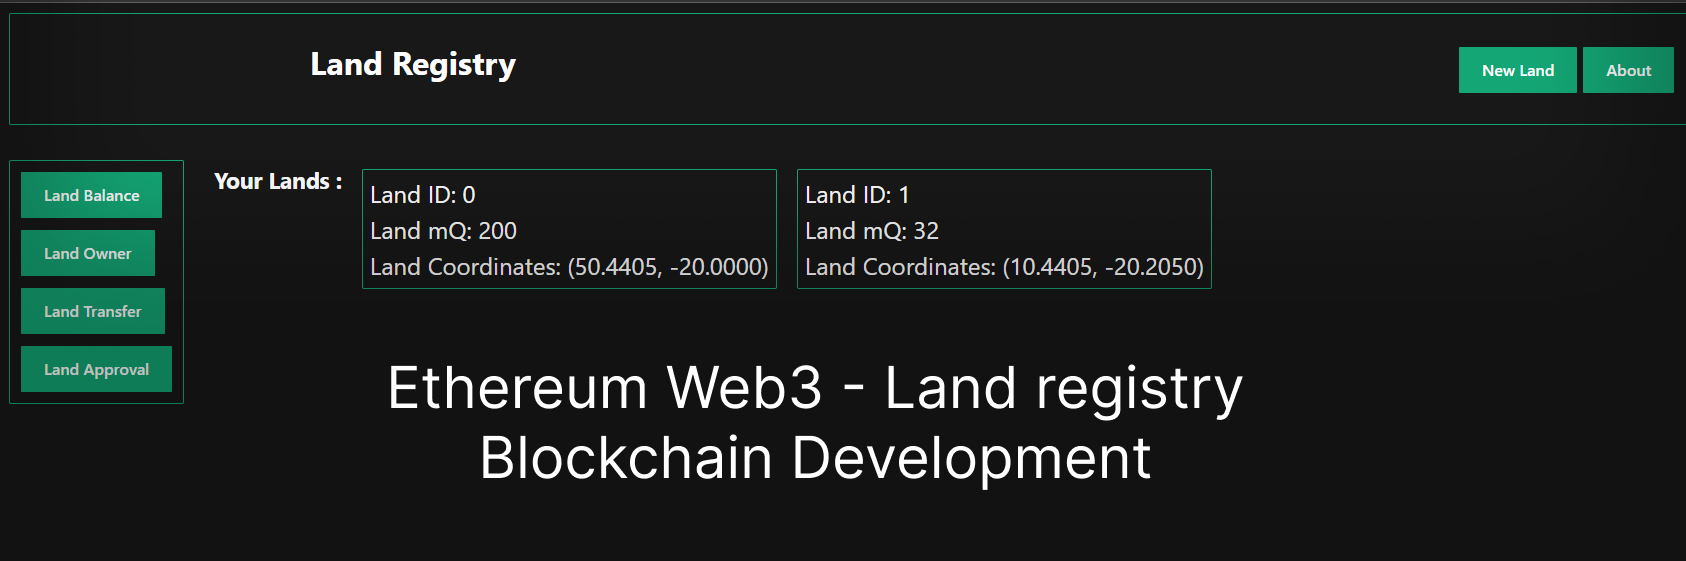 Land Registry
New Land
About
Land Balance
Land Owner
Land Transfer
Land Approval
Your Lands :
Land ID: 0
Land mQ: 200
Land Coordinates: (50.4405, -20.0000)
Land ID: 1
Land mQ: 32
Land Coordinates: (10.4405, -20.2050)
Ethereum Web3 - Land registry
Blockchain Development